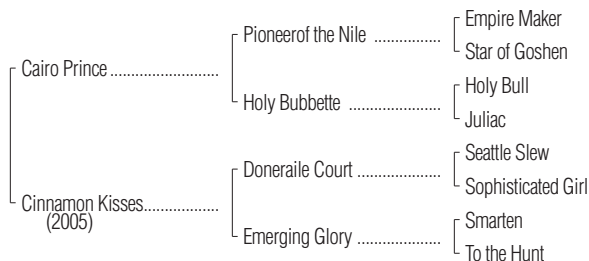 Empire Maker
Pioneerof the Nile ..................
Star of Goshen
Cairo Prince ........................
Holy Bull
Holy Bubbette .....................
Juliac
Seattle Slew
Doneraile Court ...................
Sophisticated Girl
Cinnamon Kisses.................
(2005)
Smarten
Emerging Glory ...................
To the Hunt